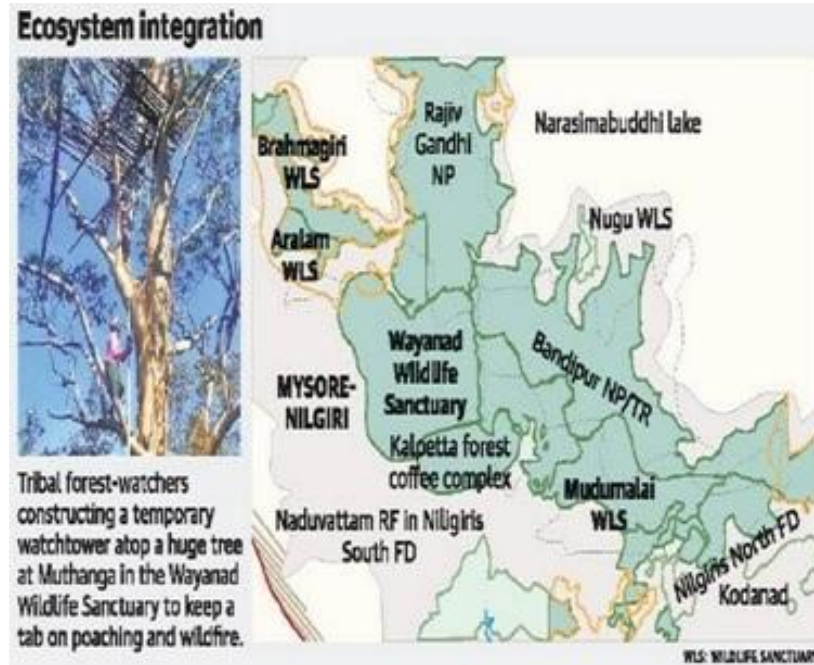 Ecosystem integration
Brahmagiri
WLS
Rajiv
Gandhi
NP
Narasimabuddhi lake
Aralam
WLS
Nugu WLS
Wayanad
Wildlife
Sanctuary
Bandipur NP/TR
MYSORE-
NILGIRI
Kalpetta forest
coffee complex
Mudumalai
WLS
Naduvattam RF in Niligiris
South FD
Nilgiris North FD
Kodanad
Tribal forest-watchers
constructing a temporary
watchtower atop a huge tree
at Muthanga in the Wayanad
Wildlife Sanctuary to keep a
tab on poaching and wildfire.
WLS: WILDLIFE SANCTUARY